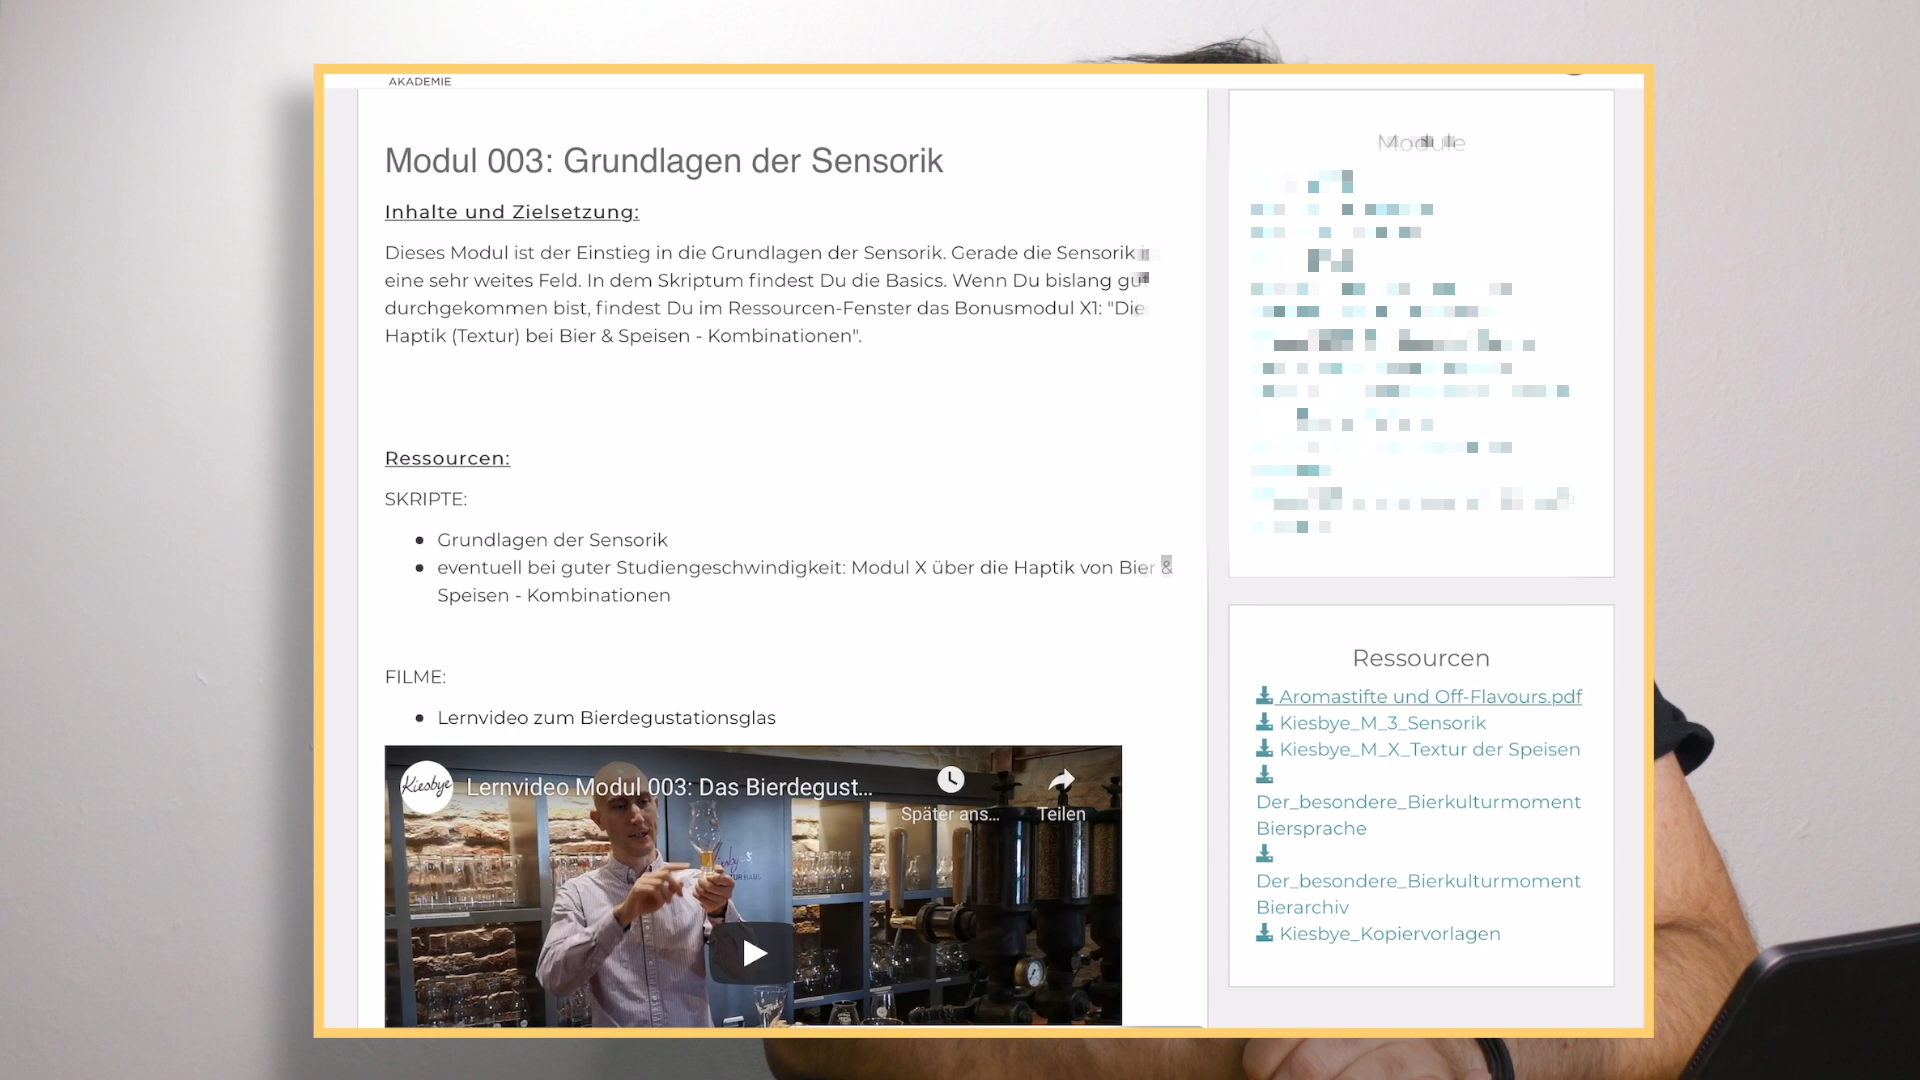 AKADEMIE
Modul 003: Grundlagen der Sensorik
Inhalte und Zielsetzung:
Dieses Modul ist der Einstieg in die Grundlagen der Sensorik. Gerade die Sensorik
eine sehr weites Feld. In dem Skriptum findest Du die Basics. Wenn Du bislang gut
durchgekommen bist, findest Du im Ressourcen-Fenster das Bonusmodul X1: "Die
Haptik (Textur) bei Bier & Speisen - Kombinationen".
Ressourcen:
SKRIPTE:
Grundlagen der Sensorik
eventuell bei guter Studiengeschwindigkeit: Modul X über die Haptik von Bier &
Speisen - Kombinationen
FILME:
Lernvideo zum Bierdegustationsglas
Kiesbye
Lernvideo Modul 003: Das Bierdegust...
Später ans...
Teilen
Module
Ressourcen
Aromastifte und Off-Flavours.pdf
Kiesbye_M_3_Sensorik
Kiesbye_M_X_Textur der Speisen
Der_besondere_Bierkulturmoment
Biersprache
Der_besondere_Bierkulturmoment
Bierarchiv
Kiesbye_Kopiervorlagen